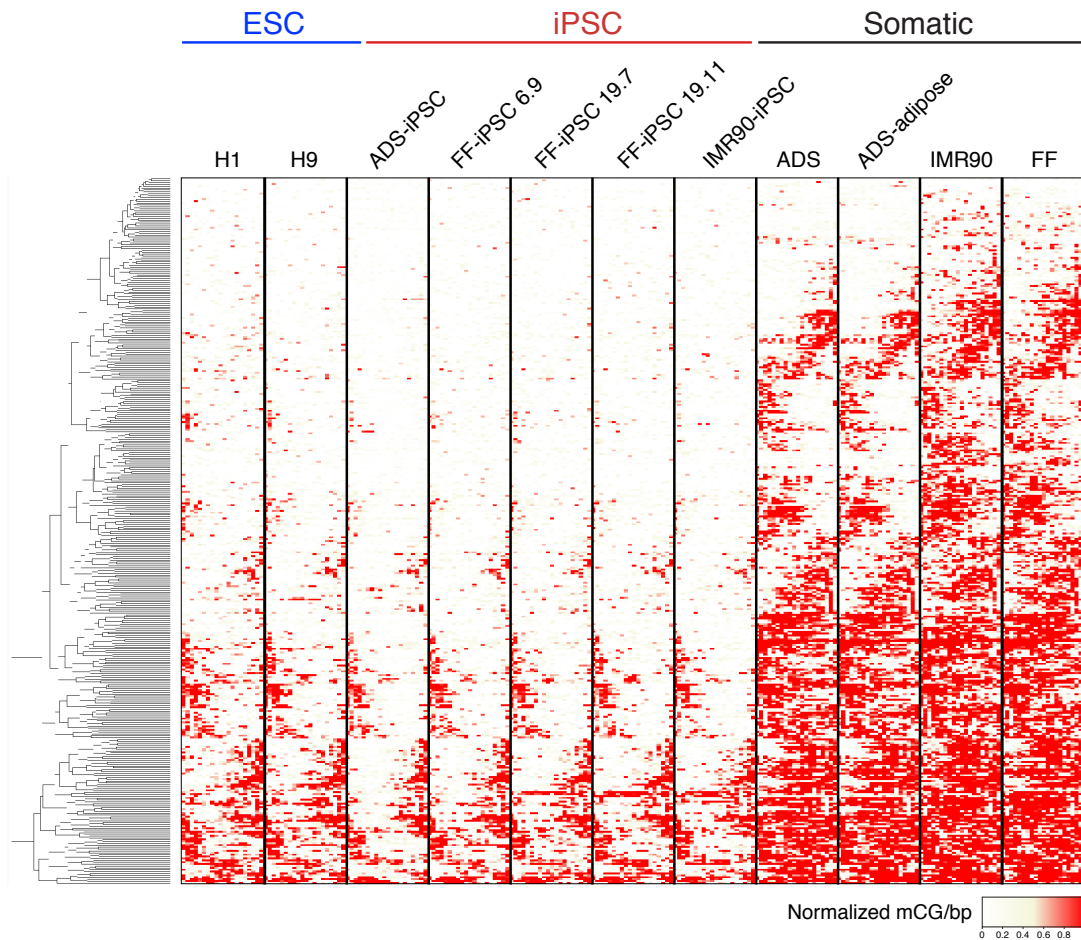 ESC iPSC Somatic
H1 H9 ADS-iPSC FF-iPSC 6.9 FF-iPSC 19.7 FF-iPSC 19.11 IMR90-iPSC ADS ADS-adipose IMR90 FF
Normalized mCG/bp
0 0.2 0.4 0.6 0.8